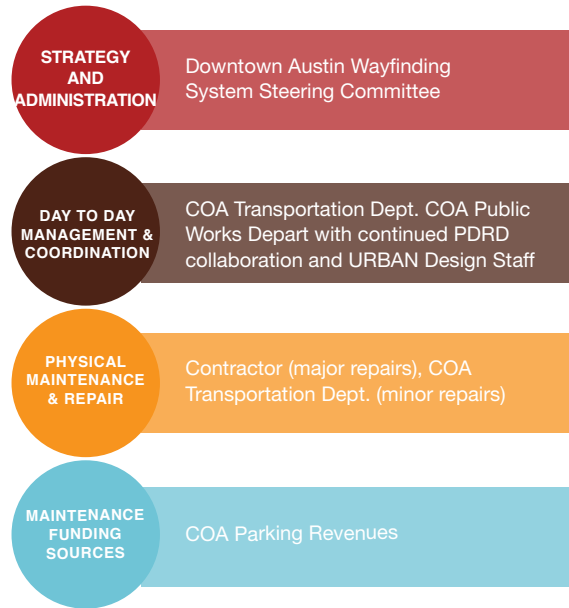 STRATEGY
AND
ADMINISTRATION
Downtown Austin Wayfinding
System Steering Committee
DAY TO DAY
MANAGEMENT &
COORDINATION
COA Transportation Dept. COA Public
Works Depart with continued PDRD
collaboration and URBAN Design Staff
PHYSICAL
MAINTENANCE
& REPAIR
Contractor (major repairs), COA
Transportation Dept. (minor repairs)
MAINTENANCE
FUNDING
SOURCES
COA Parking Revenues